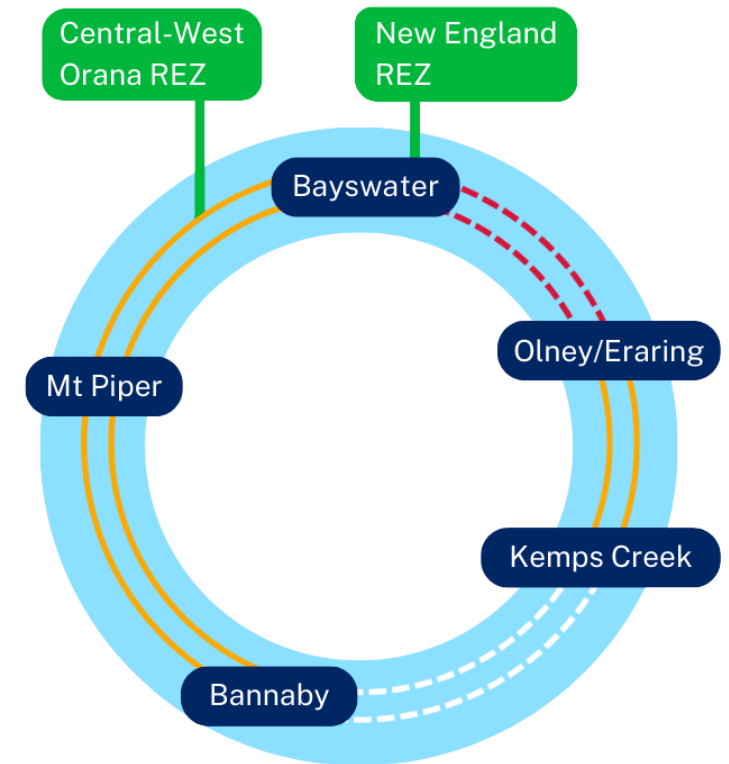 Central-West
Orana REZ
New England
REZ
Bayswater
Olney/Eraring
Mt Piper
Kemps Creek
Bannaby